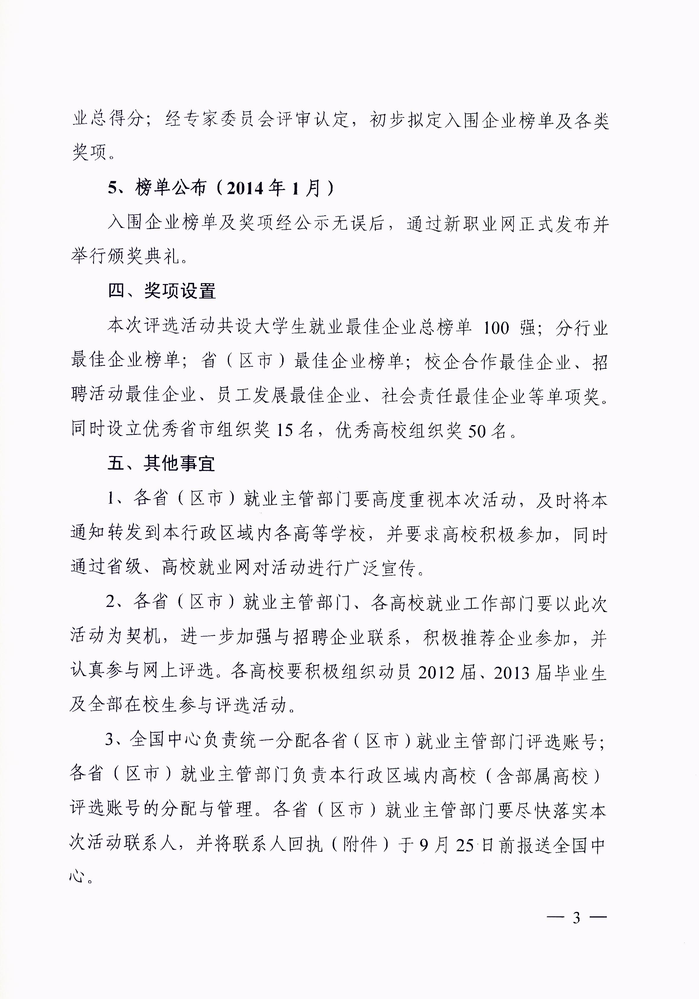 业总得分；经专家委员会评审认定，初步拟定入围企业榜单及各类
奖项。
5、榜单公布（2014 年 1 月）
入围企业榜单及奖项经公示无误后，通过新职业网正式发布并
举行颁奖典礼。
四、奖项设置
本次评选活动共设大学生就业最佳企业总榜单 100 强；分行业
最佳企业榜单；省（区市）最佳企业榜单；校企合作最佳企业、招
聘活动最佳企业、员工发展最佳企业、社会责任最佳企业等单项奖。
同时设立优秀省市组织奖 15 名，优秀高校组织奖 50 名。
五、其他事宜
1、各省（区市）就业主管部门要高度重视本次活动，及时将本
通知转发到本行政区域内各高等学校，并要求高校积极参加，同时
通过省级、高校就业网对活动进行广泛宣传。
2、各省（区市）就业主管部门、各高校就业工作部门要以此次
活动为契机，进一步加强与招聘企业联系，积极推荐企业参加，并
认真参与网上评选。各高校要积极组织动员 2012 届、2013 届毕业生
及全部在校生参与评选活动。
3、全国中心负责统一分配各省（区市）就业主管部门评选账号；
各省（区市）就业主管部门负责本行政区域内高校（含部属高校）
评选账号的分配与管理。各省（区市）就业主管部门要尽快落实本
次活动联系人，并将联系人回执（附件）于 9 月 25 日前报送全国中
心。
— 3 —